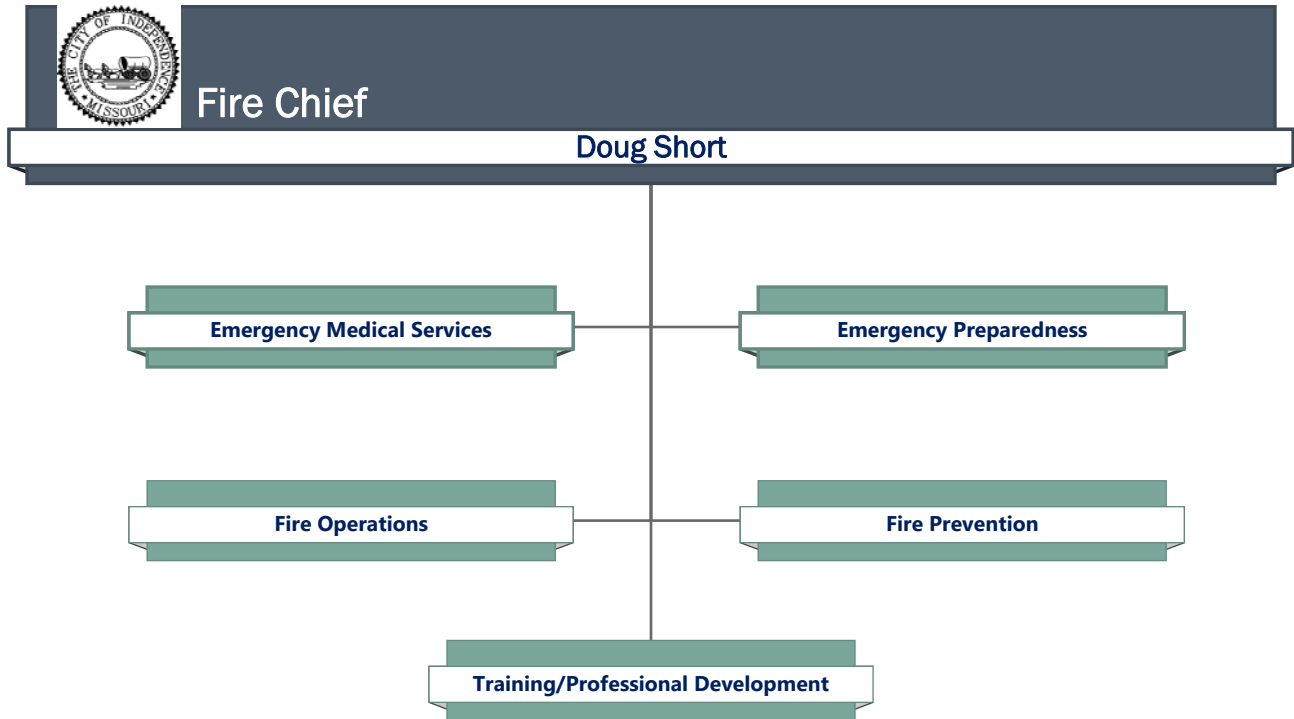 THE CITY OF INDEPENDENCE
MISSOURI
Fire Chief
Doug Short
Emergency Medical Services
Emergency Preparedness
Fire Operations
Fire Prevention
Training/Professional Development